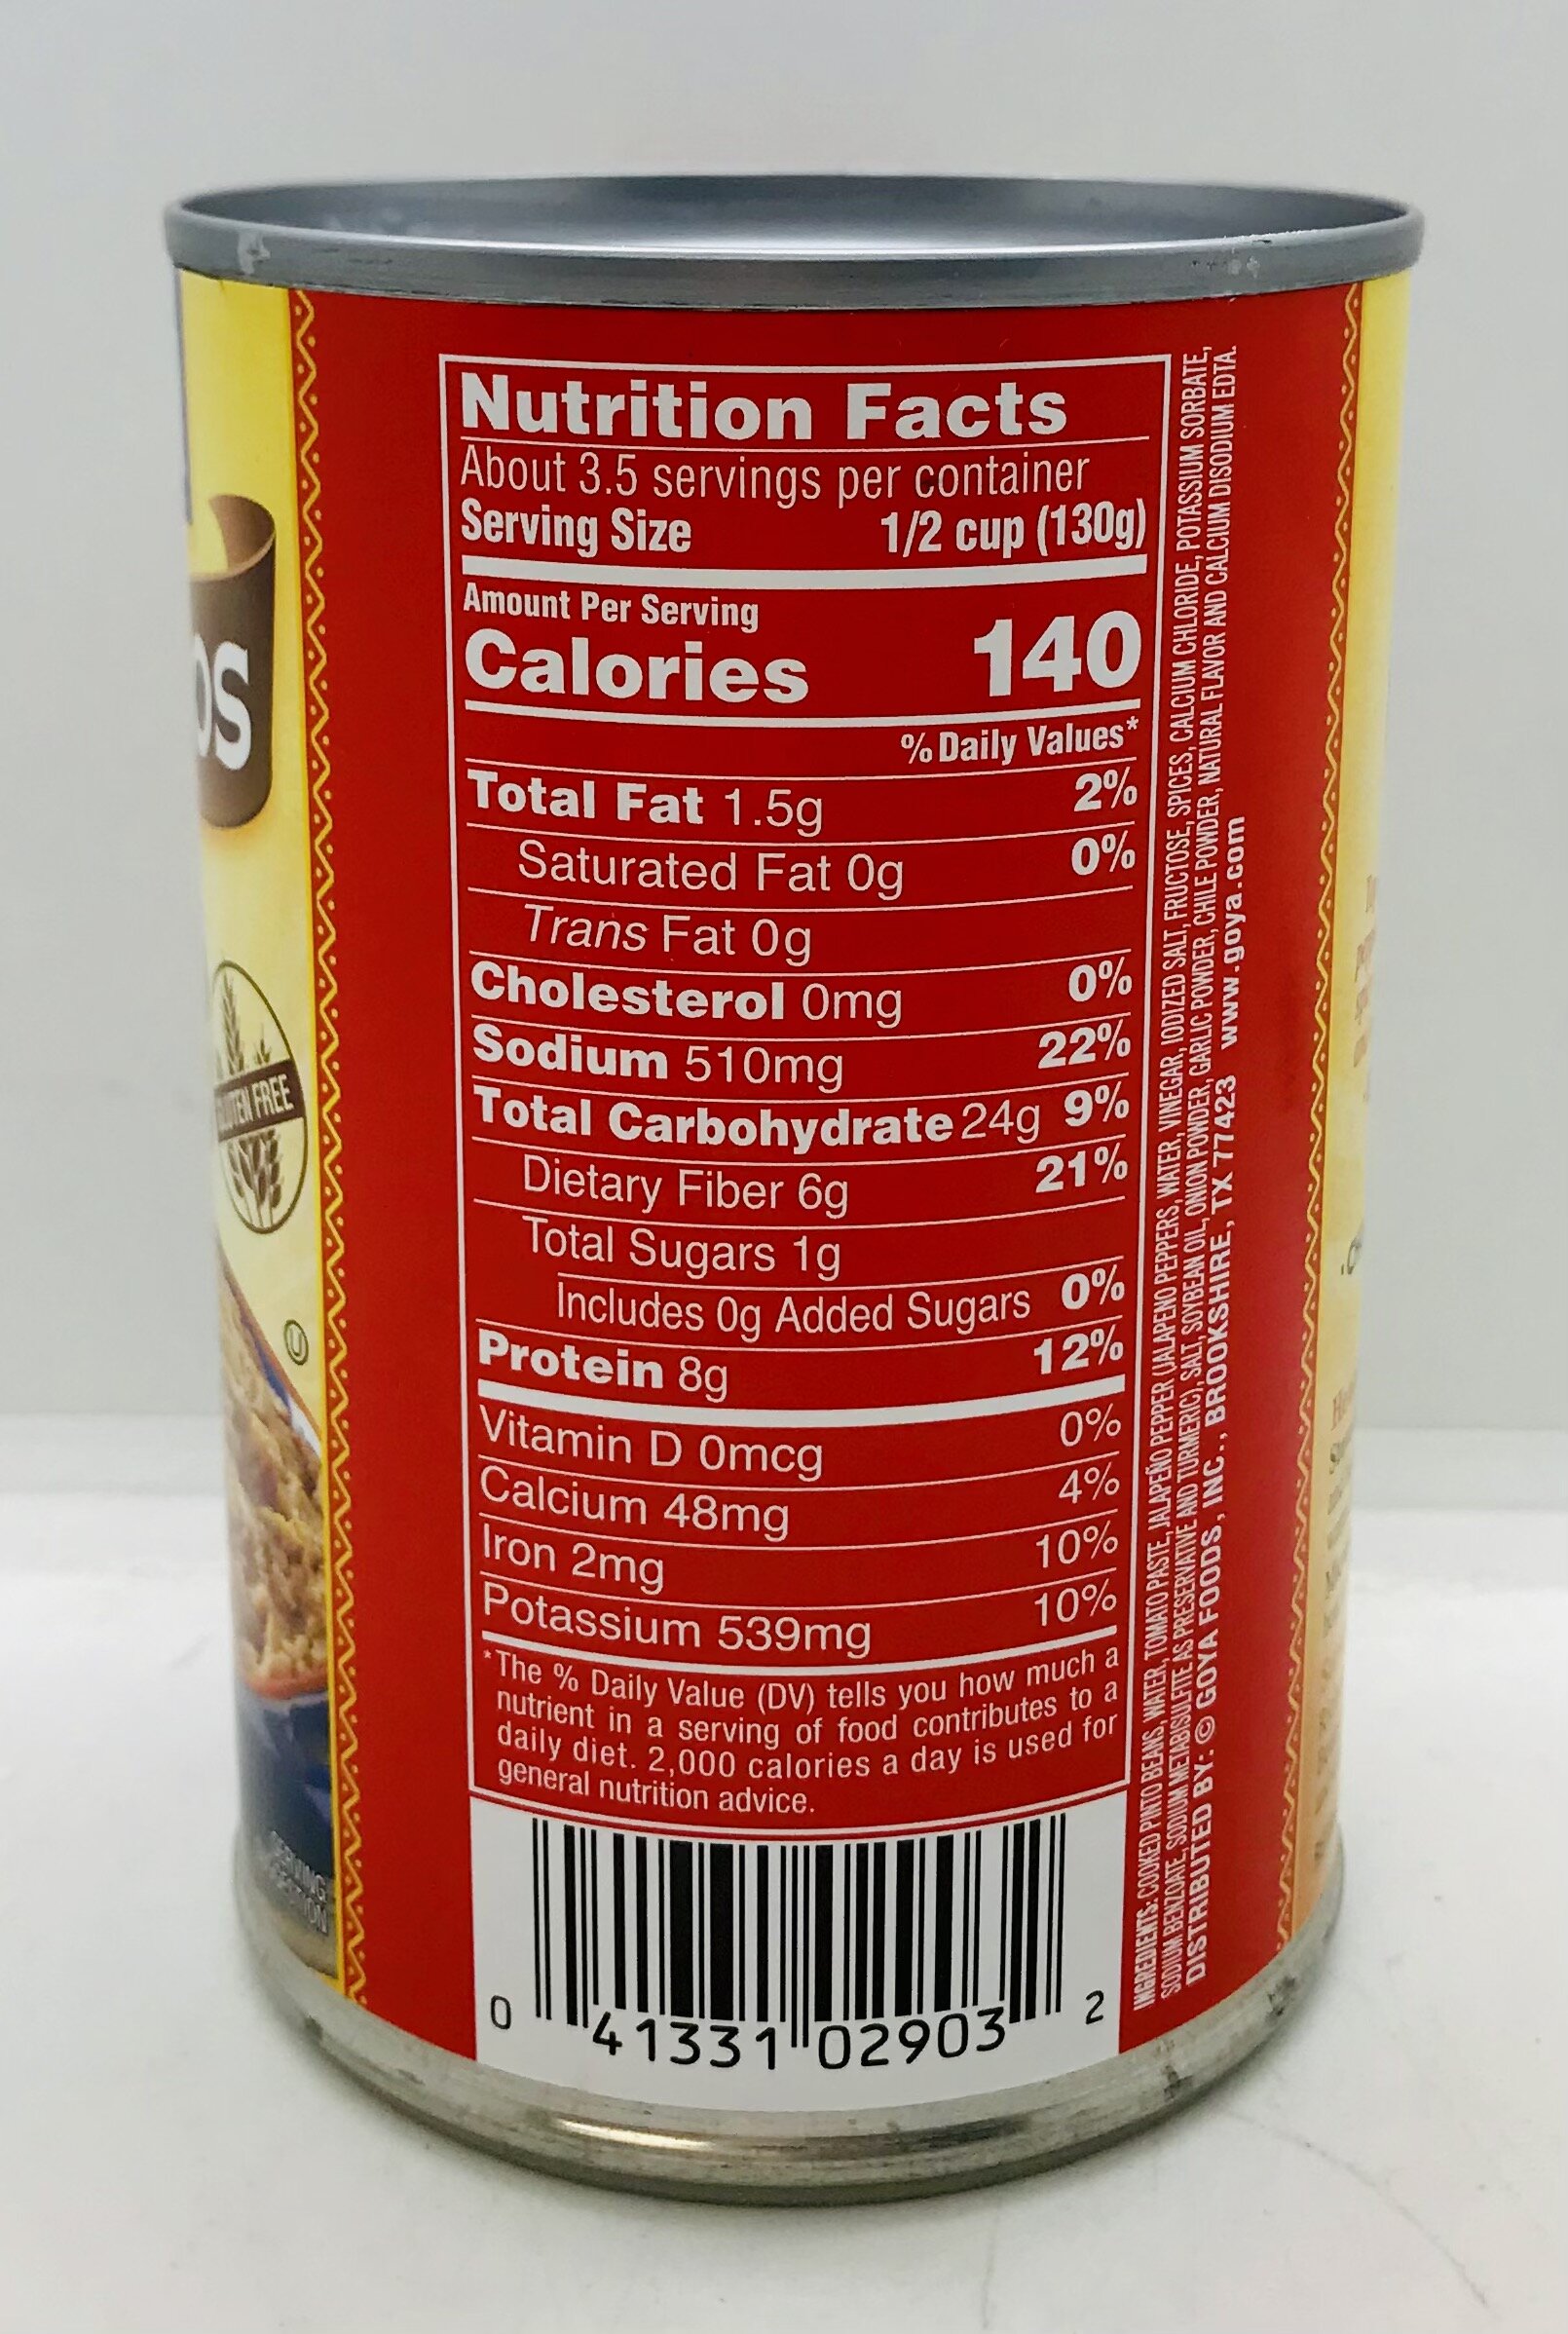 OS
GLUTEN FREE
U
SERVING
Nutrition Facts
About 3.5 servings per container
Serving Size 1/2 cup (130g)
Amount Per Serving
Calories 140
% Daily Values*
Total Fat 1.5g 2%
Saturated Fat 0g 0%
Trans Fat 0g
Cholesterol 0mg 0%
Sodium 510mg 22%
Total Carbohydrate 24g 9%
Dietary Fiber 6g 21%
Total Sugars 1g
Includes 0g Added Sugars 0%
Protein 8g 12%
Vitamin D 0mcg 0%
Calcium 48mg 4%
Iron 2mg 10%
Potassium 539mg 10%
*The % Daily Value (DV) tells you how much a
nutrient in a serving of food contributes to a
daily diet. 2,000 calories a day is used for
general nutrition advice.
0 41331 02903 2
INGREDIENTS: COOKED PINTO BEANS, WATER, TOMATO PASTE, JALAPEÑO PEPPER (JALAPENO PEPPERS, WATER, VINEGAR, IODIZED SALT, FRUCTOSE, SPICES, CALCIUM CHLORIDE, POTASSIUM SORBATE,
SODIUM BENZOATE, SODIUM METABISULFITE AS PRESERVATIVE AND TURMERIC), SALT, SOYBEAN OIL, ONION POWDER, GARLIC POWDER, CHILE POWDER, NATURAL FLAVOR AND CALCIUM DISODIUM EDTA.
DISTRIBUTED BY: © GOYA FOODS, INC., BROOKSHIRE, TX 77423 www.goya.com